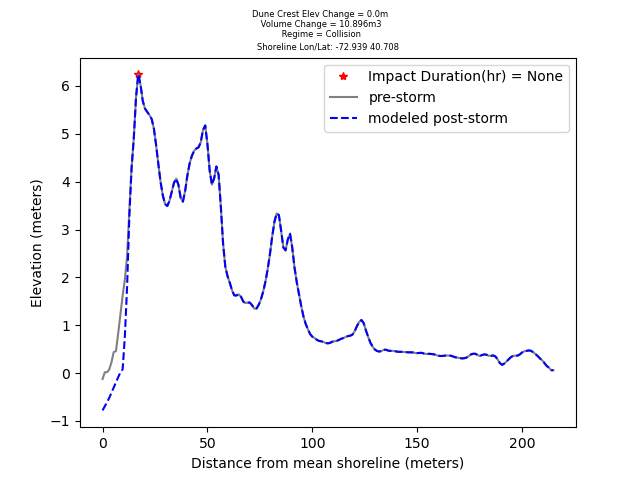 Dune Crest Elev Change = 0.0m
Volume Change = 10.896m3
Regime = Collision
Shoreline Lon/Lat: -72.939 40.708
Impact Duration(hr) = None
pre-storm
modeled post-storm
Elevation (meters)
6
5
4
3
2
1
0
−1
0 50 100 150 200
Distance from mean shoreline (meters)